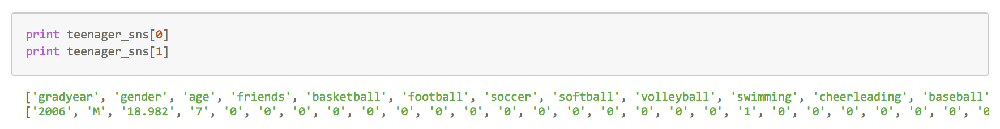 print teenager_sns[0]
print teenager_sns[1]
['gradyear', 'gender', 'age', 'friends', 'basketball', 'football', 'soccer', 'softball', 'volleyball', 'swimming', 'cheerleading', 'baseball'
['2006', 'M', '18.982', '7', '0', '0', '0', '0', '0', '0', '0', '0', '0', '0', '0', '0', '0', '0', '0', '1', '0', '0', '0', '0', '0', '0', '0